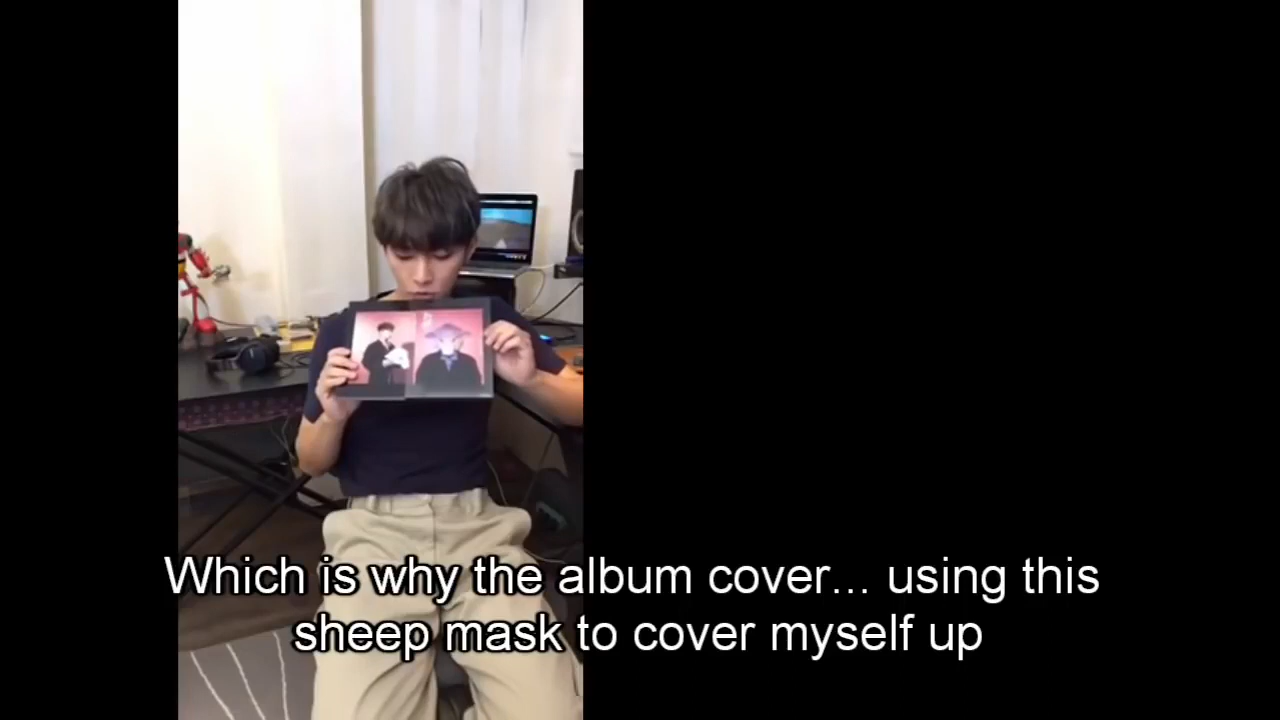 Which is why the album cover... using this
sheep mask to cover myself up